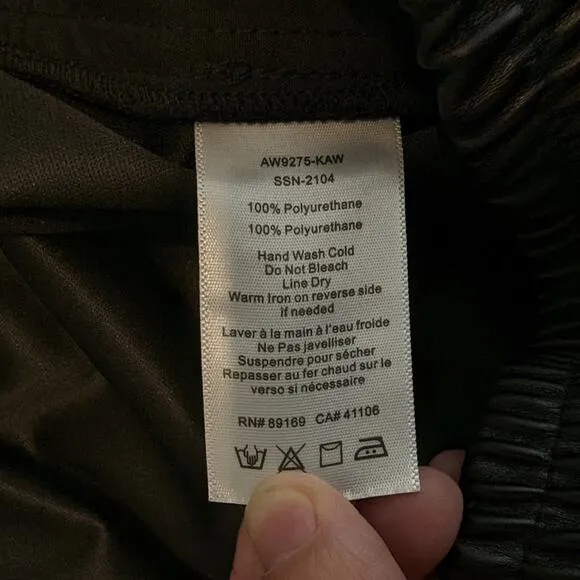 AW9275-KAW
SSN-2104
100% Polyurethane
100% Polyurethane
Hand Wash Cold
Do Not Bleach
Line Dry
Warm Iron on reverse side
If needed
Laver à la main à l'eau froide
Ne Pas javelliser
Suspendre pour sécher
Repasser au fer chaud sur le
verso si nécessaire
RN# 89169 CA# 41106